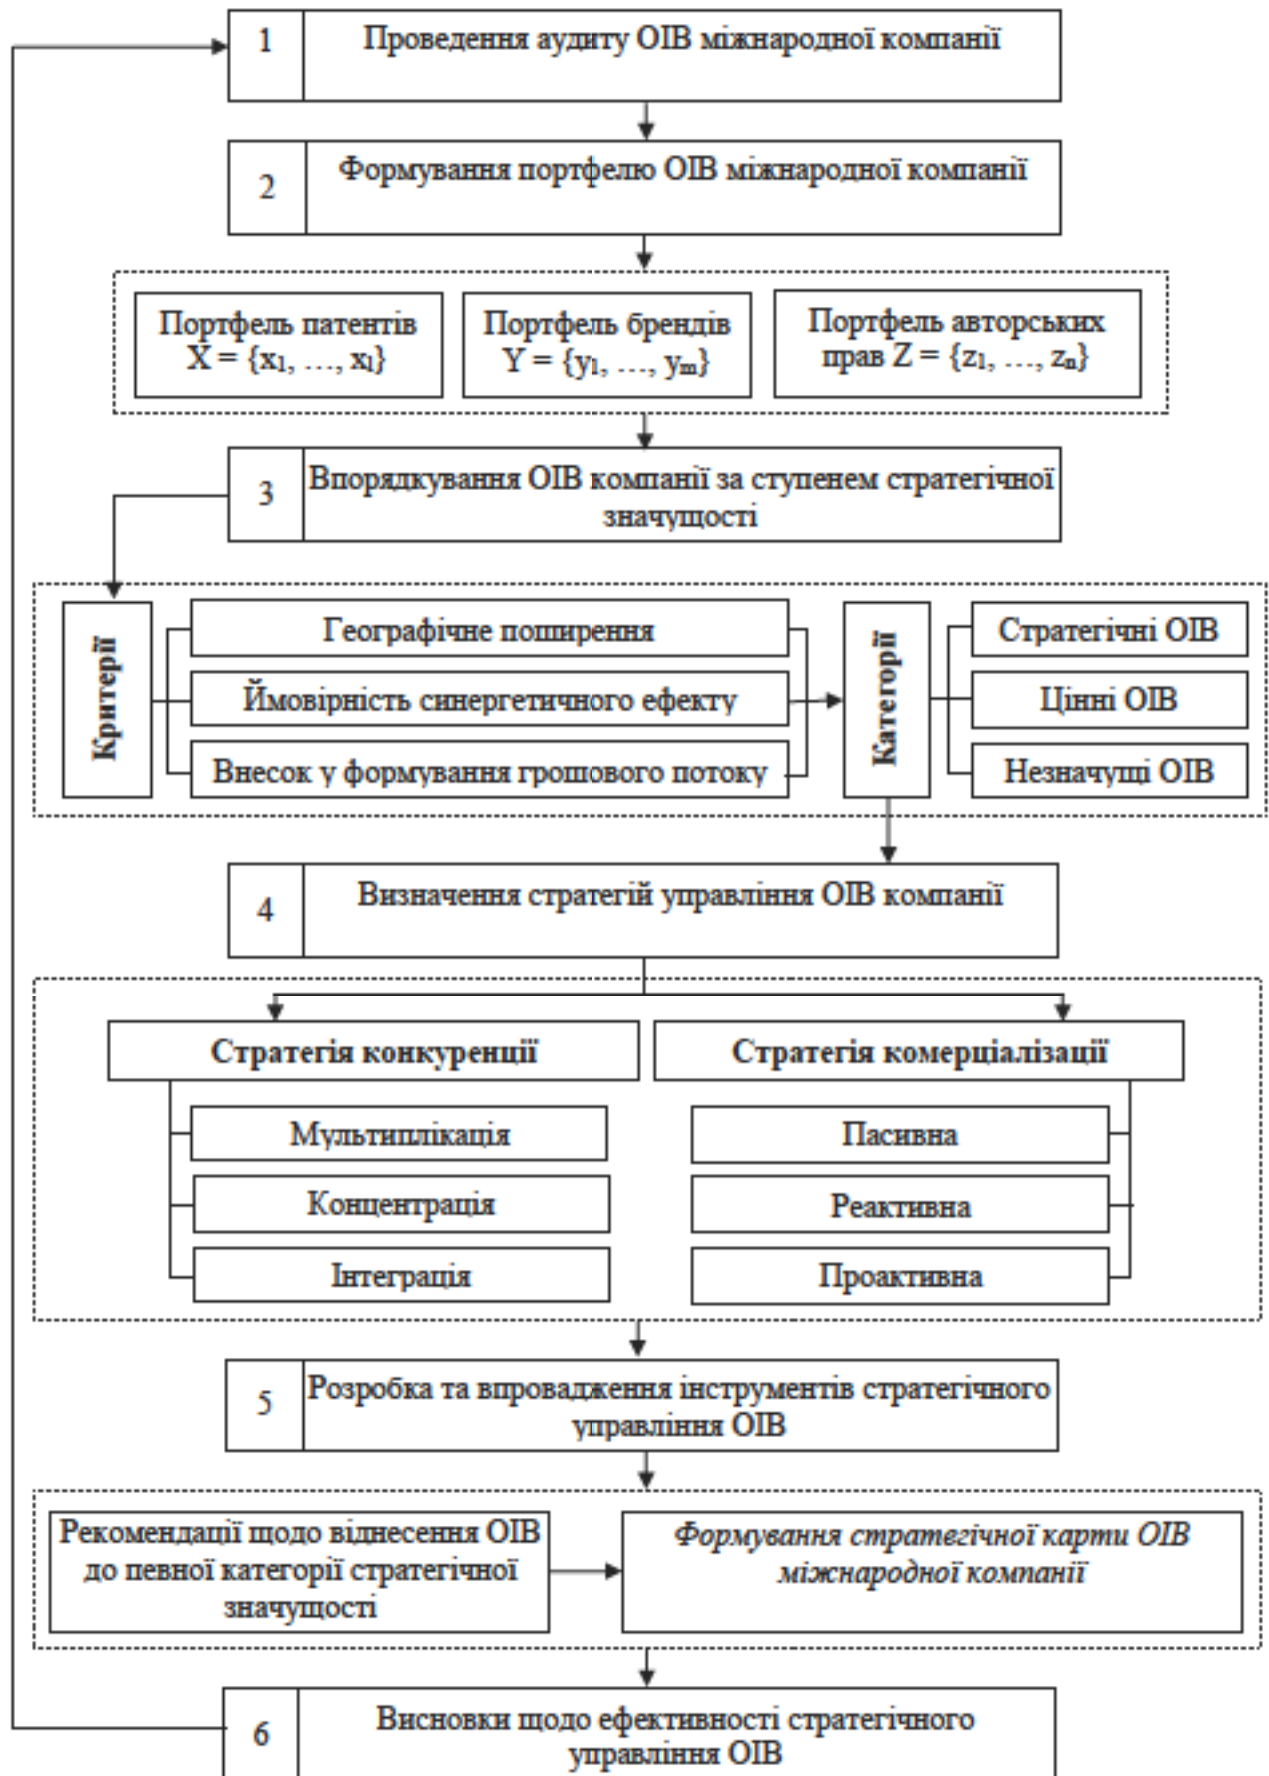 1
Проведення аудиту ОІВ міжнародної компанії
2
Формування портфелю ОІВ міжнародної компанії
Портфель патентів
X = {x₁, …, xₗ}
Портфель брендів
Y = {y₁, …, yₘ}
Портфель авторських
прав Z = {z₁, …, zₙ}
3
Впорядкування ОІВ компанії за ступенем стратегічної
значущості
Критерії
Географічне поширення
Ймовірність синергетичного ефекту
Внесок у формування грошового потоку
Категорії
Стратегічні ОІВ
Цінні ОІВ
Незначущі ОІВ
4
Визначення стратегій управління ОІВ компанії
Стратегія конкуренції
Мультиплікація
Концентрація
Інтеграція
Стратегія комерціалізації
Пасивна
Реактивна
Проактивна
5
Розробка та впровадження інструментів стратегічного
управління ОІВ
Рекомендації щодо віднесення ОІВ
до певної категорії стратегічної
значущості
Формування стратегічної карти ОІВ
міжнародної компанії
6
Висновки щодо ефективності стратегічного
управління ОІВ